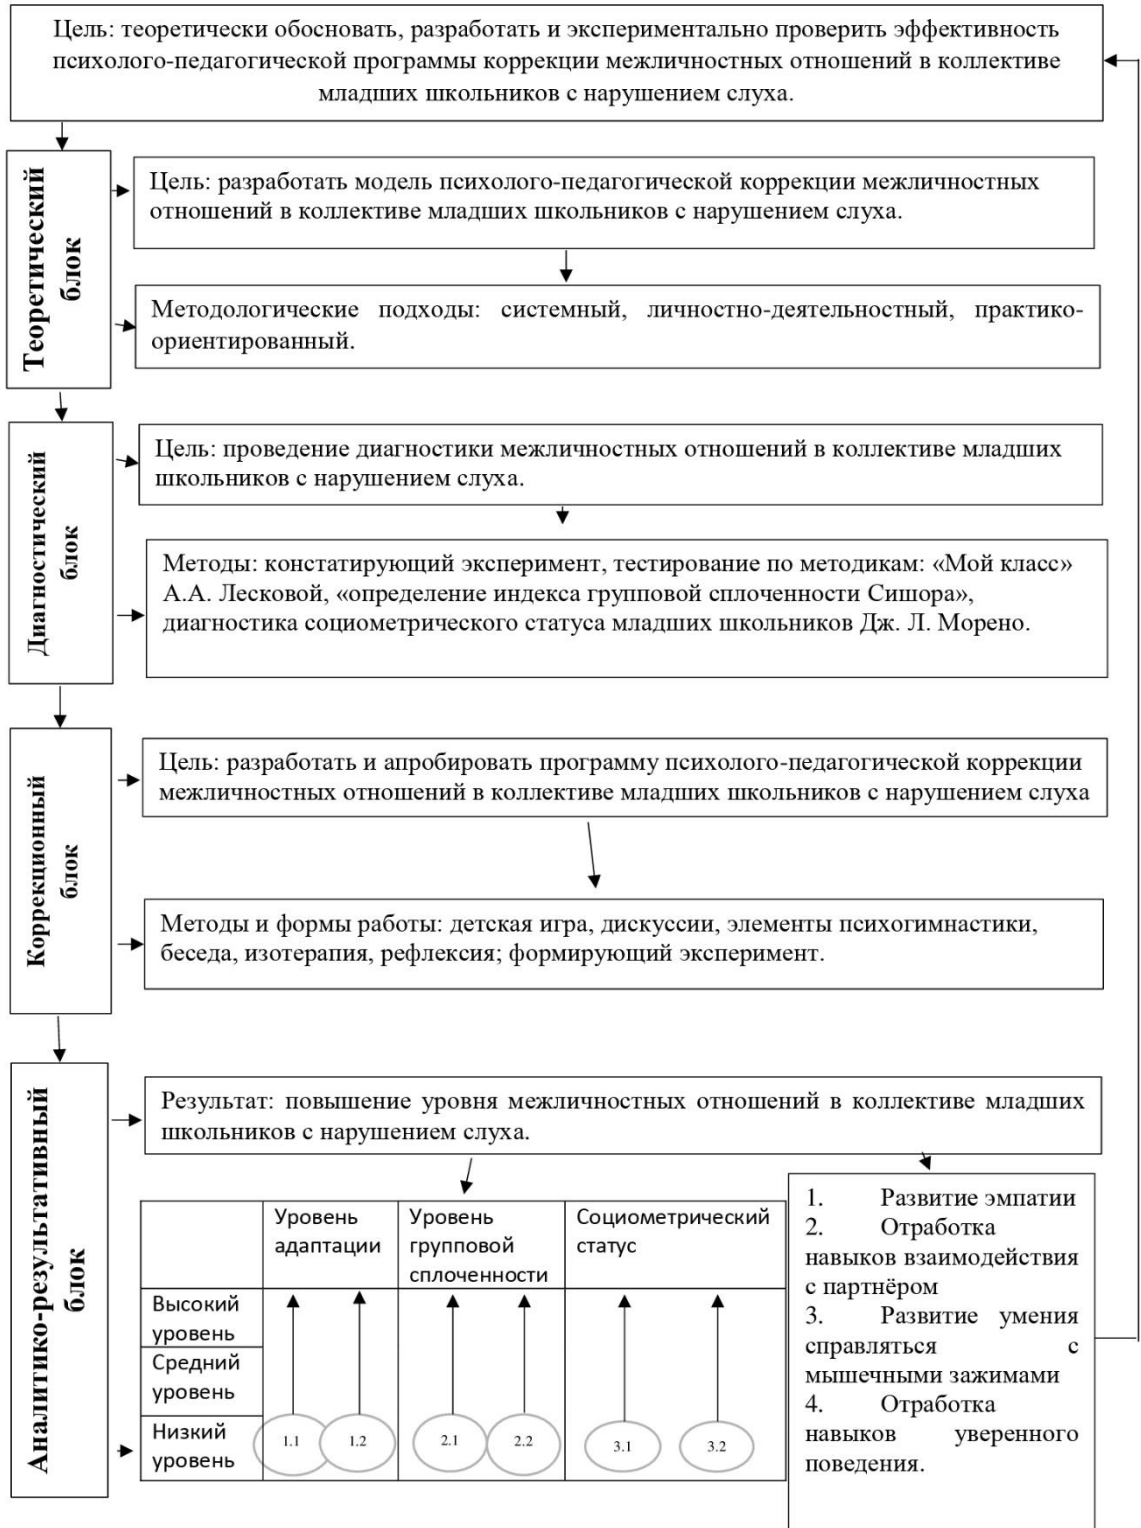 Цель: теоретически обосновать, разработать и экспериментально проверить эффективность
психолого-педагогической программы коррекции межличностных отношений в коллективе
младших школьников с нарушением слуха.
Теоретический
блок
Цель: разработать модель психолого-педагогической коррекции межличностных
отношений в коллективе младших школьников с нарушением слуха.
Методологические подходы: системный, личностно-деятельностный, практико-
ориентированный.
Диагностический
блок
Цель: проведение диагностики межличностных отношений в коллективе младших
школьников с нарушением слуха.
Методы: констатирующий эксперимент, тестирование по методикам: «Мой класс»
А.А. Лесковой, «определение индекса групповой сплоченности Сишора»,
диагностика социометрического статуса младших школьников Дж. Л. Морено.
Коррекционный
блок
Цель: разработать и апробировать программу психолого-педагогической коррекции
межличностных отношений в коллективе младших школьников с нарушением слуха
Методы и формы работы: детская игра, дискуссии, элементы психогимнастики,
беседа, изотерапия, рефлексия; формирующий эксперимент.
Аналитико-результативный
блок
Результат: повышение уровня межличностных отношений в коллективе младших
школьников с нарушением слуха.
Уровень
адаптации
Уровень
групповой
сплоченности
Социометрический
статус
Высокий
уровень
Средний
уровень
Низкий
уровень
1.1
1.2
2.1
2.2
3.1
3.2
1. Развитие эмпатии
2. Отработка
навыков взаимодействия
с партнёром
3. Развитие умения
справляться с
мышечными зажимами
4. Отработка
навыков уверенного
поведения.